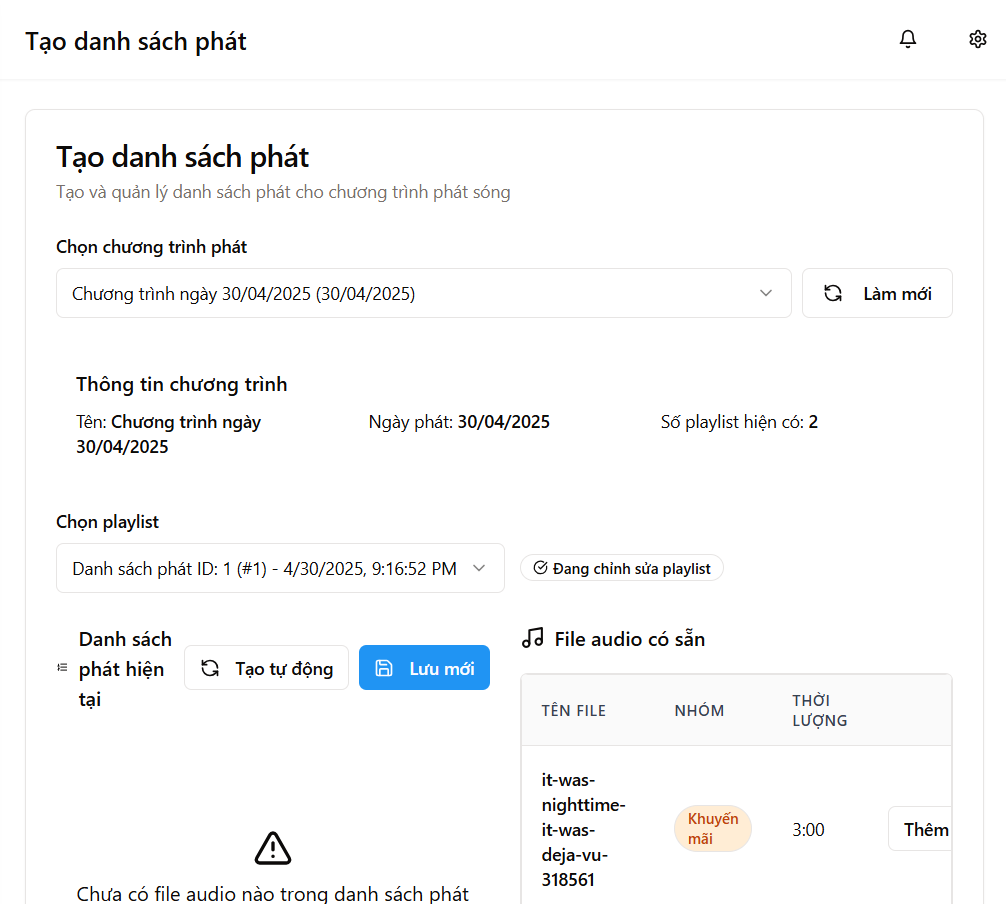 Tạo danh sách phát
Tạo danh sách phát
Tạo và quản lý danh sách phát cho chương trình phát sóng
Chọn chương trình phát
Chương trình ngày 30/04/2025 (30/04/2025)
Làm mới
Thông tin chương trình
Tên: Chương trình ngày
30/04/2025
Ngày phát: 30/04/2025
Số playlist hiện có: 2
Chọn playlist
Danh sách phát ID: 1 (#1) - 4/30/2025, 9:16:52 PM
Đang chỉnh sửa playlist
Danh sách
phát hiện
tại
Tạo tự động
Lưu mới
Chưa có file audio nào trong danh sách phát
File audio có sẵn
TÊN FILE
NHÓM
THỜI
LƯỢNG
it-was-
nighttime-
it-was-
deja-vu-
318561
Khuyến
mãi
3:00
Thêm